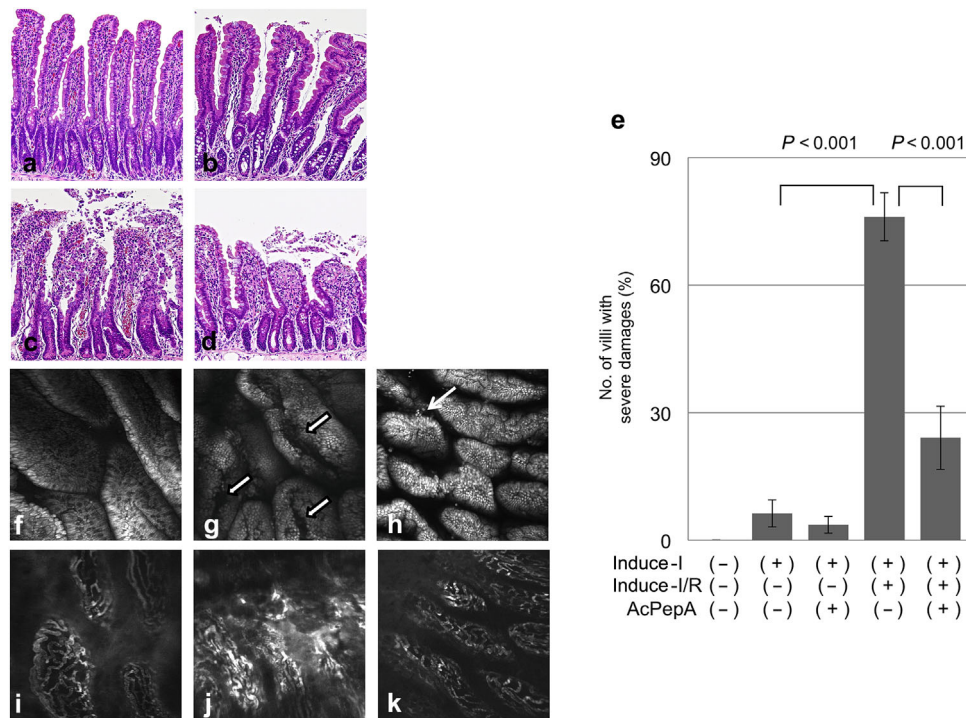 a
b
c
d
e
P < 0.001
P < 0.001
No. of villi with
severe damages (%)
90
60
30
0
Induce-I (–) (+) (+) (+) (+)
Induce-I/R (–) (–) (–) (+) (+)
AcPepA (–) (–) (+) (–) (+)
f
g
h
i
j
k